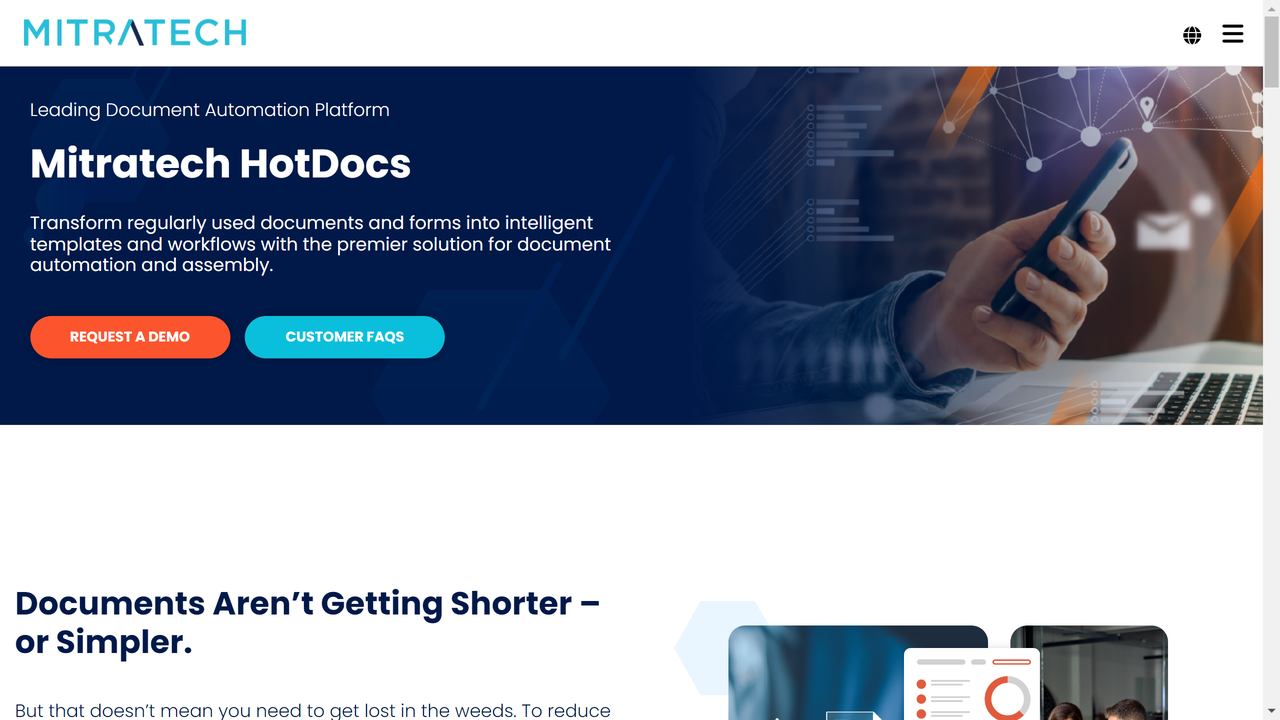 MITRATECH
Leading Document Automation Platform
Mitratech HotDocs
Transform regularly used documents and forms into intelligent
templates and workflows with the premier solution for document
automation and assembly.
REQUEST A DEMO
CUSTOMER FAQS
Documents Aren’t Getting Shorter –
or Simpler.
But that doesn’t mean you need to get lost in the weeds. To reduce